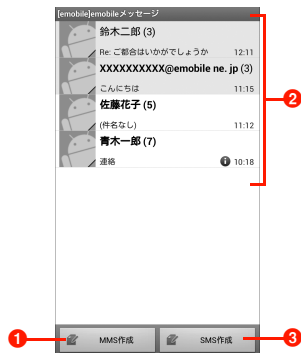 [emobile]emobileメッセージ
鈴木二郎 (3)
Re: ご都合はいかがでしょうか 12:11
XXXXXXXXXX@emobile ne. jp (3)
こんにちは 11:15
佐藤花子 (5)
(件名なし) 11:12
青木一郎 (7)
連絡 10:18
2
1
MMS作成
SMS作成
3